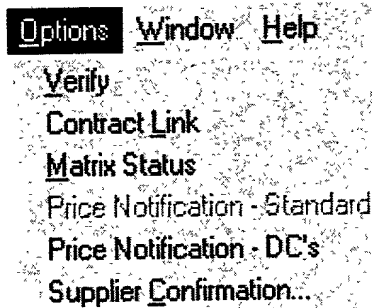 Options Window Help
Verify
Contract Link
Matrix Status
Price Notification - Standard
Price Notification - DC's
Supplier Confirmation...